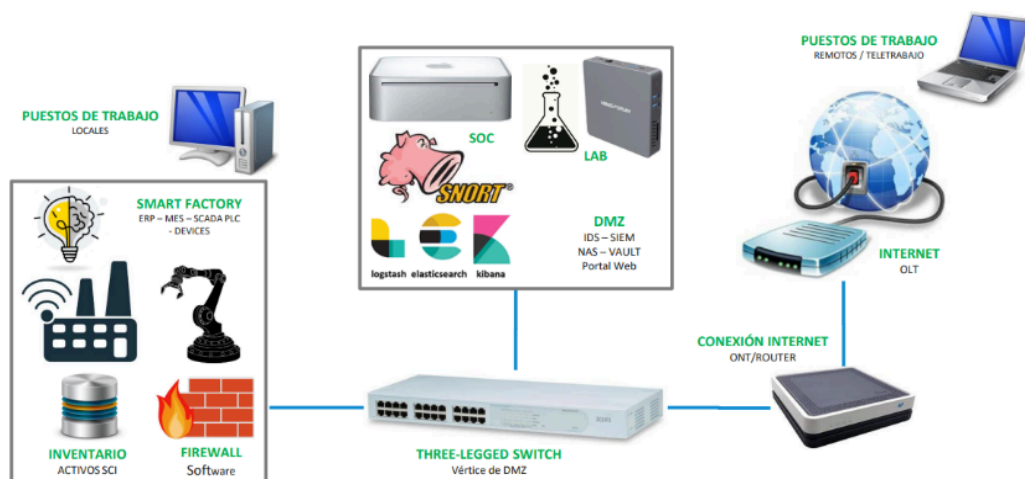 PUESTOS DE TRABAJO
LOCALES
SMART FACTORY
ERP – MES – SCADA PLC
- DEVICES
INVENTARIO
ACTIVOS SCI
FIREWALL
Software
SOC
LAB
SNORT®
logstash elasticsearch kibana
DMZ
IDS – SIEM
NAS – VAULT
Portal Web
THREE-LEGGED SWITCH
Vértice de DMZ
PUESTOS DE TRABAJO
REMOTOS / TELETRABAJO
INTERNET
OLT
CONEXIÓN INTERNET
ONT/ROUTER